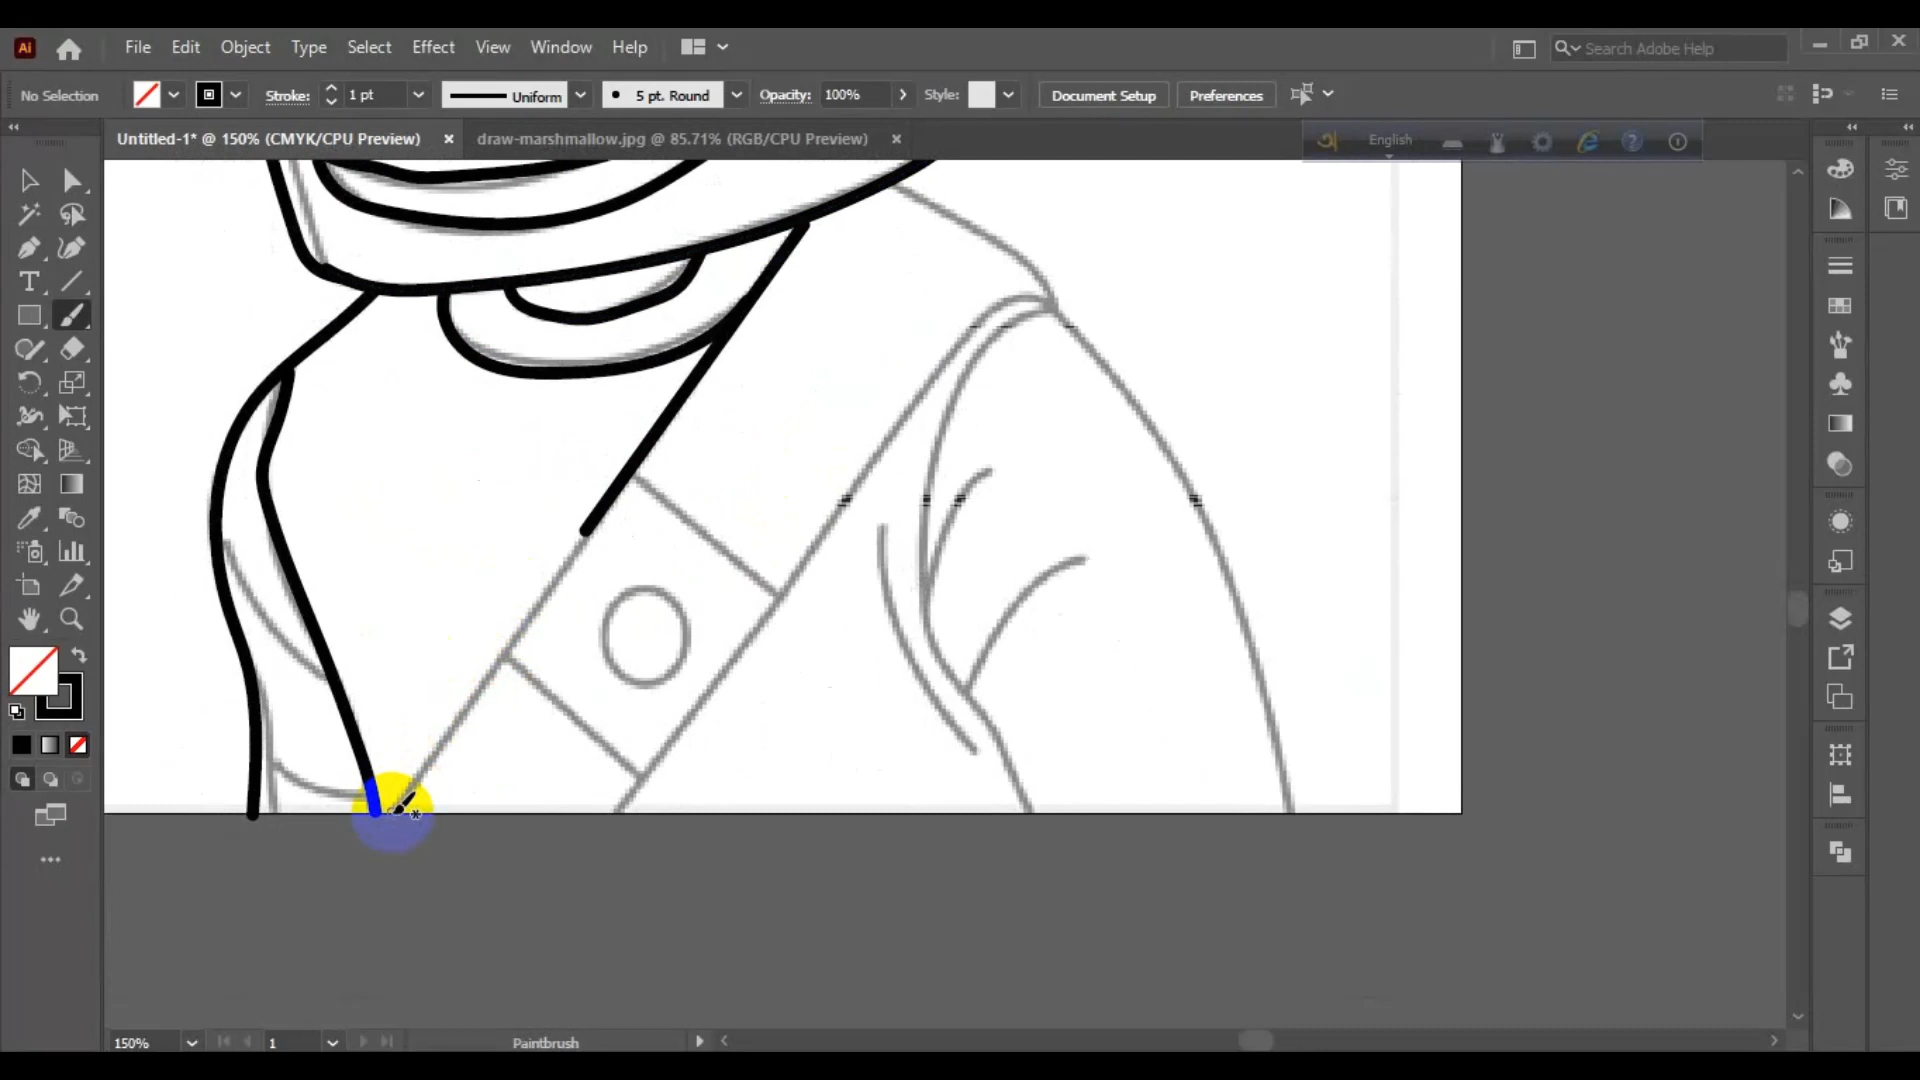 Ai File Edit Object Type Select Effect View Window Help Search Adobe Help
No Selection Stroke: 1 pt Uniform 5 pt. Round Opacity: 100% Style: Document Setup Preferences
Untitled-1* @ 150% (CMYK/CPU Preview) × draw-marshmallow.jpg @ 85.71% (RGB/CPU Preview) × অ English
150% 1 Paintbrush